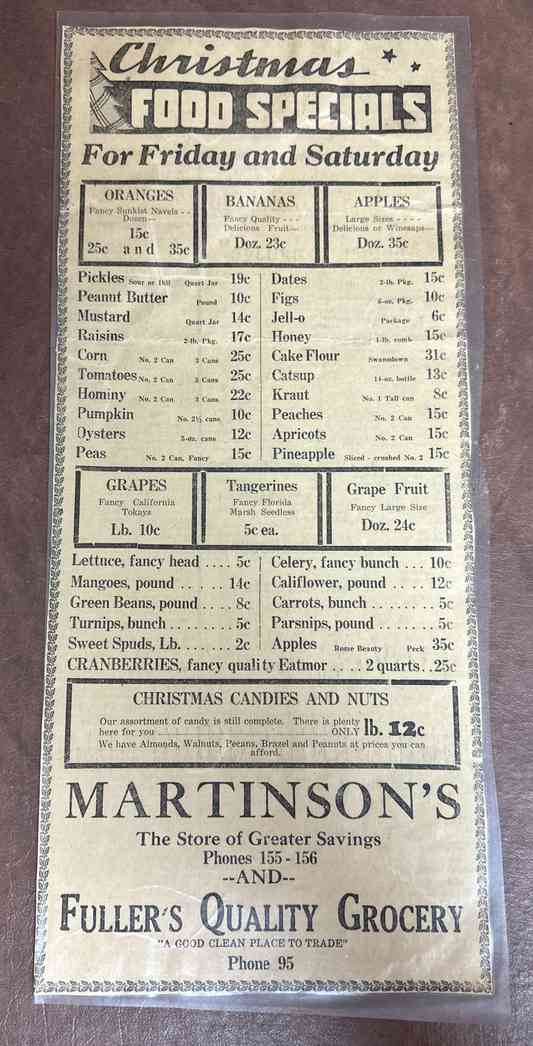 Christmas
FOOD SPECIALS
For Friday and Saturday
ORANGES
Fancy Sunkist Navels - -
Dozen—
15c
25c and 35c
BANANAS
Fancy Quality - - -
Delicious Fruit—
Doz. 23c
APPLES
Large Sizes - - - -
Delicious or Winesaps—
Doz. 35c
Pickles Sour or Dill Quart Jar 19c
Peanut Butter Pound 10c
Mustard Quart Jar 14c
Raisins 2-lb. Pkg. 17c
Corn No. 2 Can 3 Cans 25c
Tomatoes No. 2 Can 3 Cans 25c
Hominy No. 2 Can 3 Cans 22c
Pumpkin No. 2½ cans 10c
Oysters 5-oz. cans 12c
Peas No. 2 Can, Fancy 15c
Dates 2-lb. Pkg. 15c
Figs 8-oz. Pkg. 10c
Jell-o Package 6c
Honey 1-lb. comb 15c
Cake Flour Swansdown 31c
Catsup 14-oz. bottle 13c
Kraut No. 1 Tall can 8c
Peaches No. 2 Can 15c
Apricots No. 2 Can 15c
Pineapple Sliced - crushed No. 2 15c
GRAPES
Fancy California
Tokays
Lb. 10c
Tangerines
Fancy Florida
Marsh Seedless
5c ea.
Grape Fruit
Fancy Large Size
Doz. 24c
Lettuce, fancy head .... 5c
Mangoes, pound ...... 14c
Green Beans, pound .... 8c
Turnips, bunch ........ 5c
Sweet Spuds, Lb. ...... 2c
Celery, fancy bunch ... 10c
Califlower, pound .... 12c
Carrots, bunch ........ 5c
Parsnips, pound ....... 5c
Apples Rome Beauty Peck 35c
CRANBERRIES, fancy quality Eatmor .... 2 quarts..25c
CHRISTMAS CANDIES AND NUTS
Our assortment of candy is still complete. There is plenty
here for you ONLY lb. 12c
We have Almonds, Walnuts, Pecans, Brazel and Peanuts at prices you can
afford.
MARTINSON'S
The Store of Greater Savings
Phones 155 - 156
--AND--
FULLER'S QUALITY GROCERY
"A GOOD CLEAN PLACE TO TRADE"
Phone 95